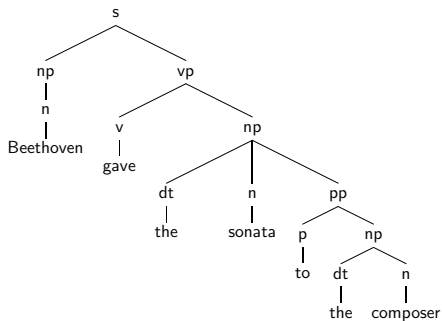 s
np vp
n
v np
Beethoven
gave
dt n pp
the sonata
p np
to
dt n
the composer